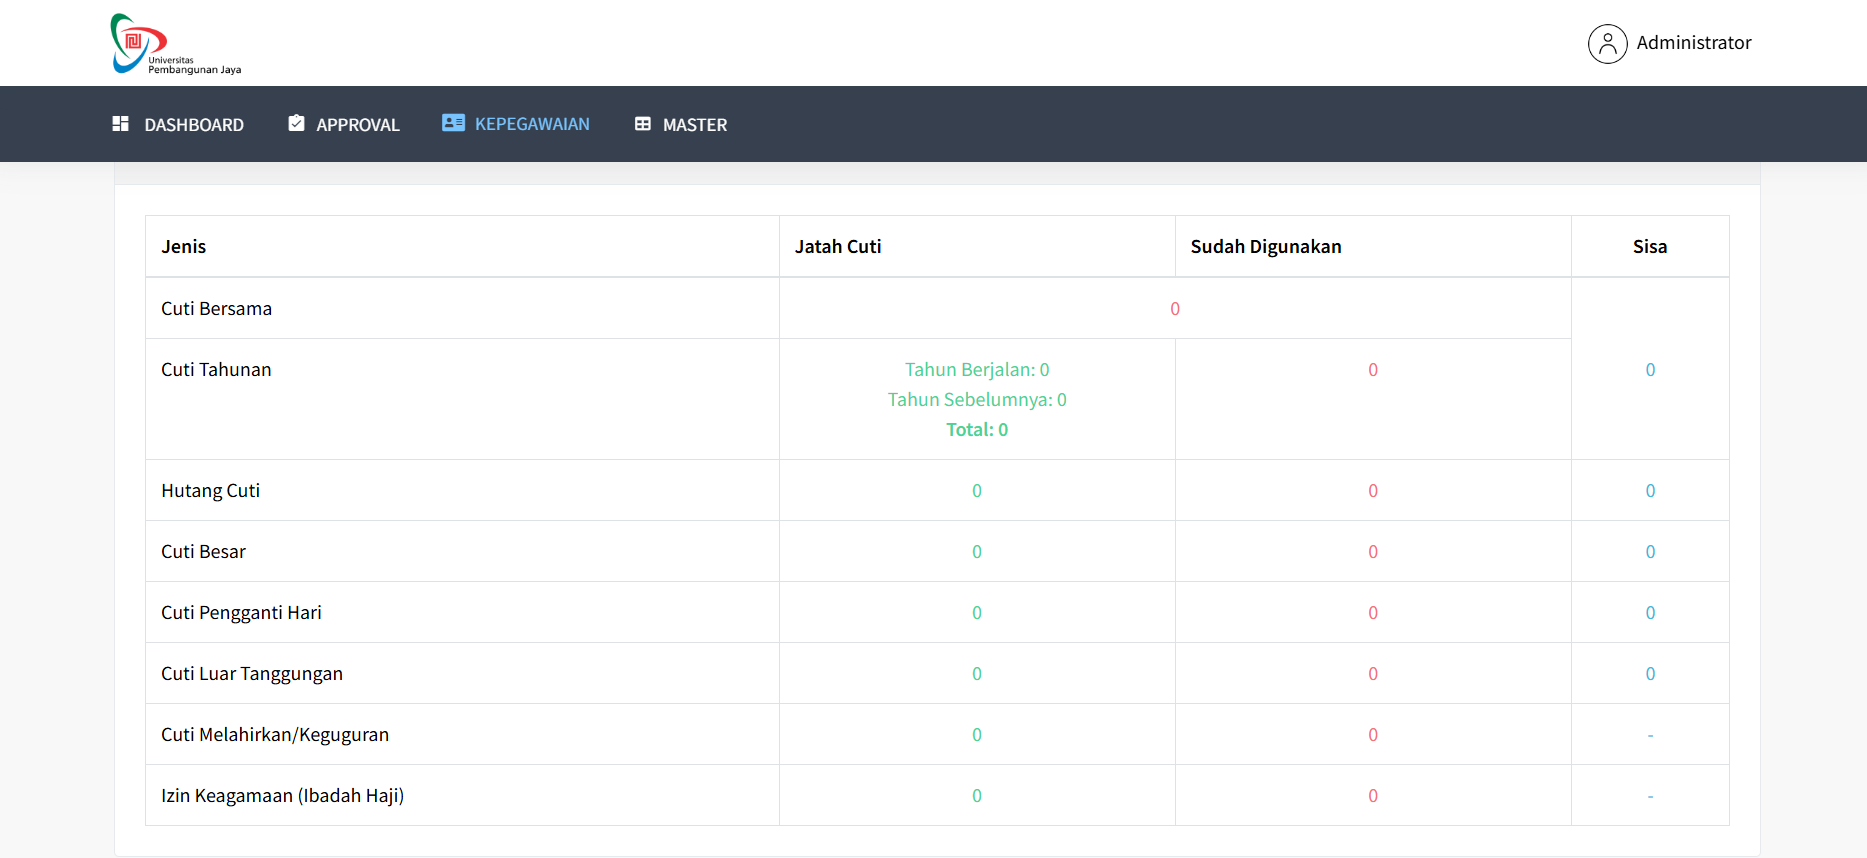 Universitas
Pembangunan Jaya
Administrator
DASHBOARD APPROVAL KEPEGAWAIAN MASTER
Jenis Jatah Cuti Sudah Digunakan Sisa
Cuti Bersama 0
Cuti Tahunan Tahun Berjalan: 0 0 0
Tahun Sebelumnya: 0
Total: 0
Hutang Cuti 0 0 0
Cuti Besar 0 0 0
Cuti Pengganti Hari 0 0 0
Cuti Luar Tanggungan 0 0 0
Cuti Melahirkan/Keguguran 0 0 -
Izin Keagamaan (Ibadah Haji) 0 0 -